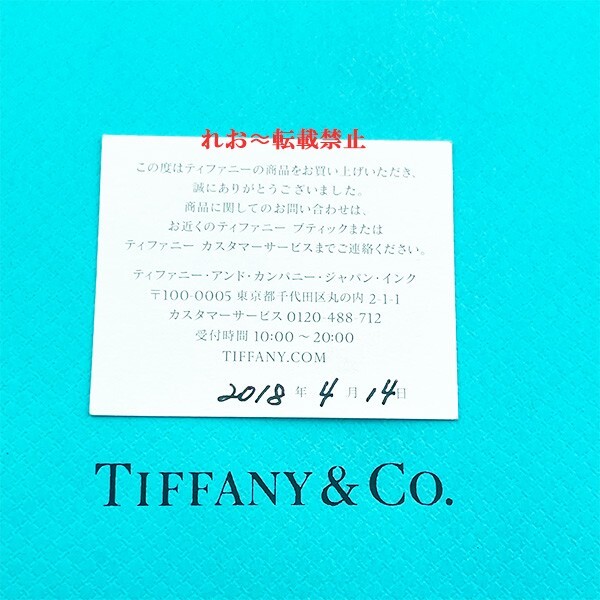 れお～転載禁止
この度はティファニーの商品をお買い上げいただき、
誠にありがとうございました。
商品に関してのお問い合わせは、
お近くのティファニー ブティックまたは
ティファニー カスタマーサービスまでご連絡ください。
ティファニー・アンド・カンパニー・ジャパン・インク
〒100-0005 東京都千代田区丸の内 2-1-1
カスタマーサービス 0120-488-712
受付時間 10:00～20:00
TIFFANY.COM
2018 年 4 月 14 日
TIFFANY & CO.